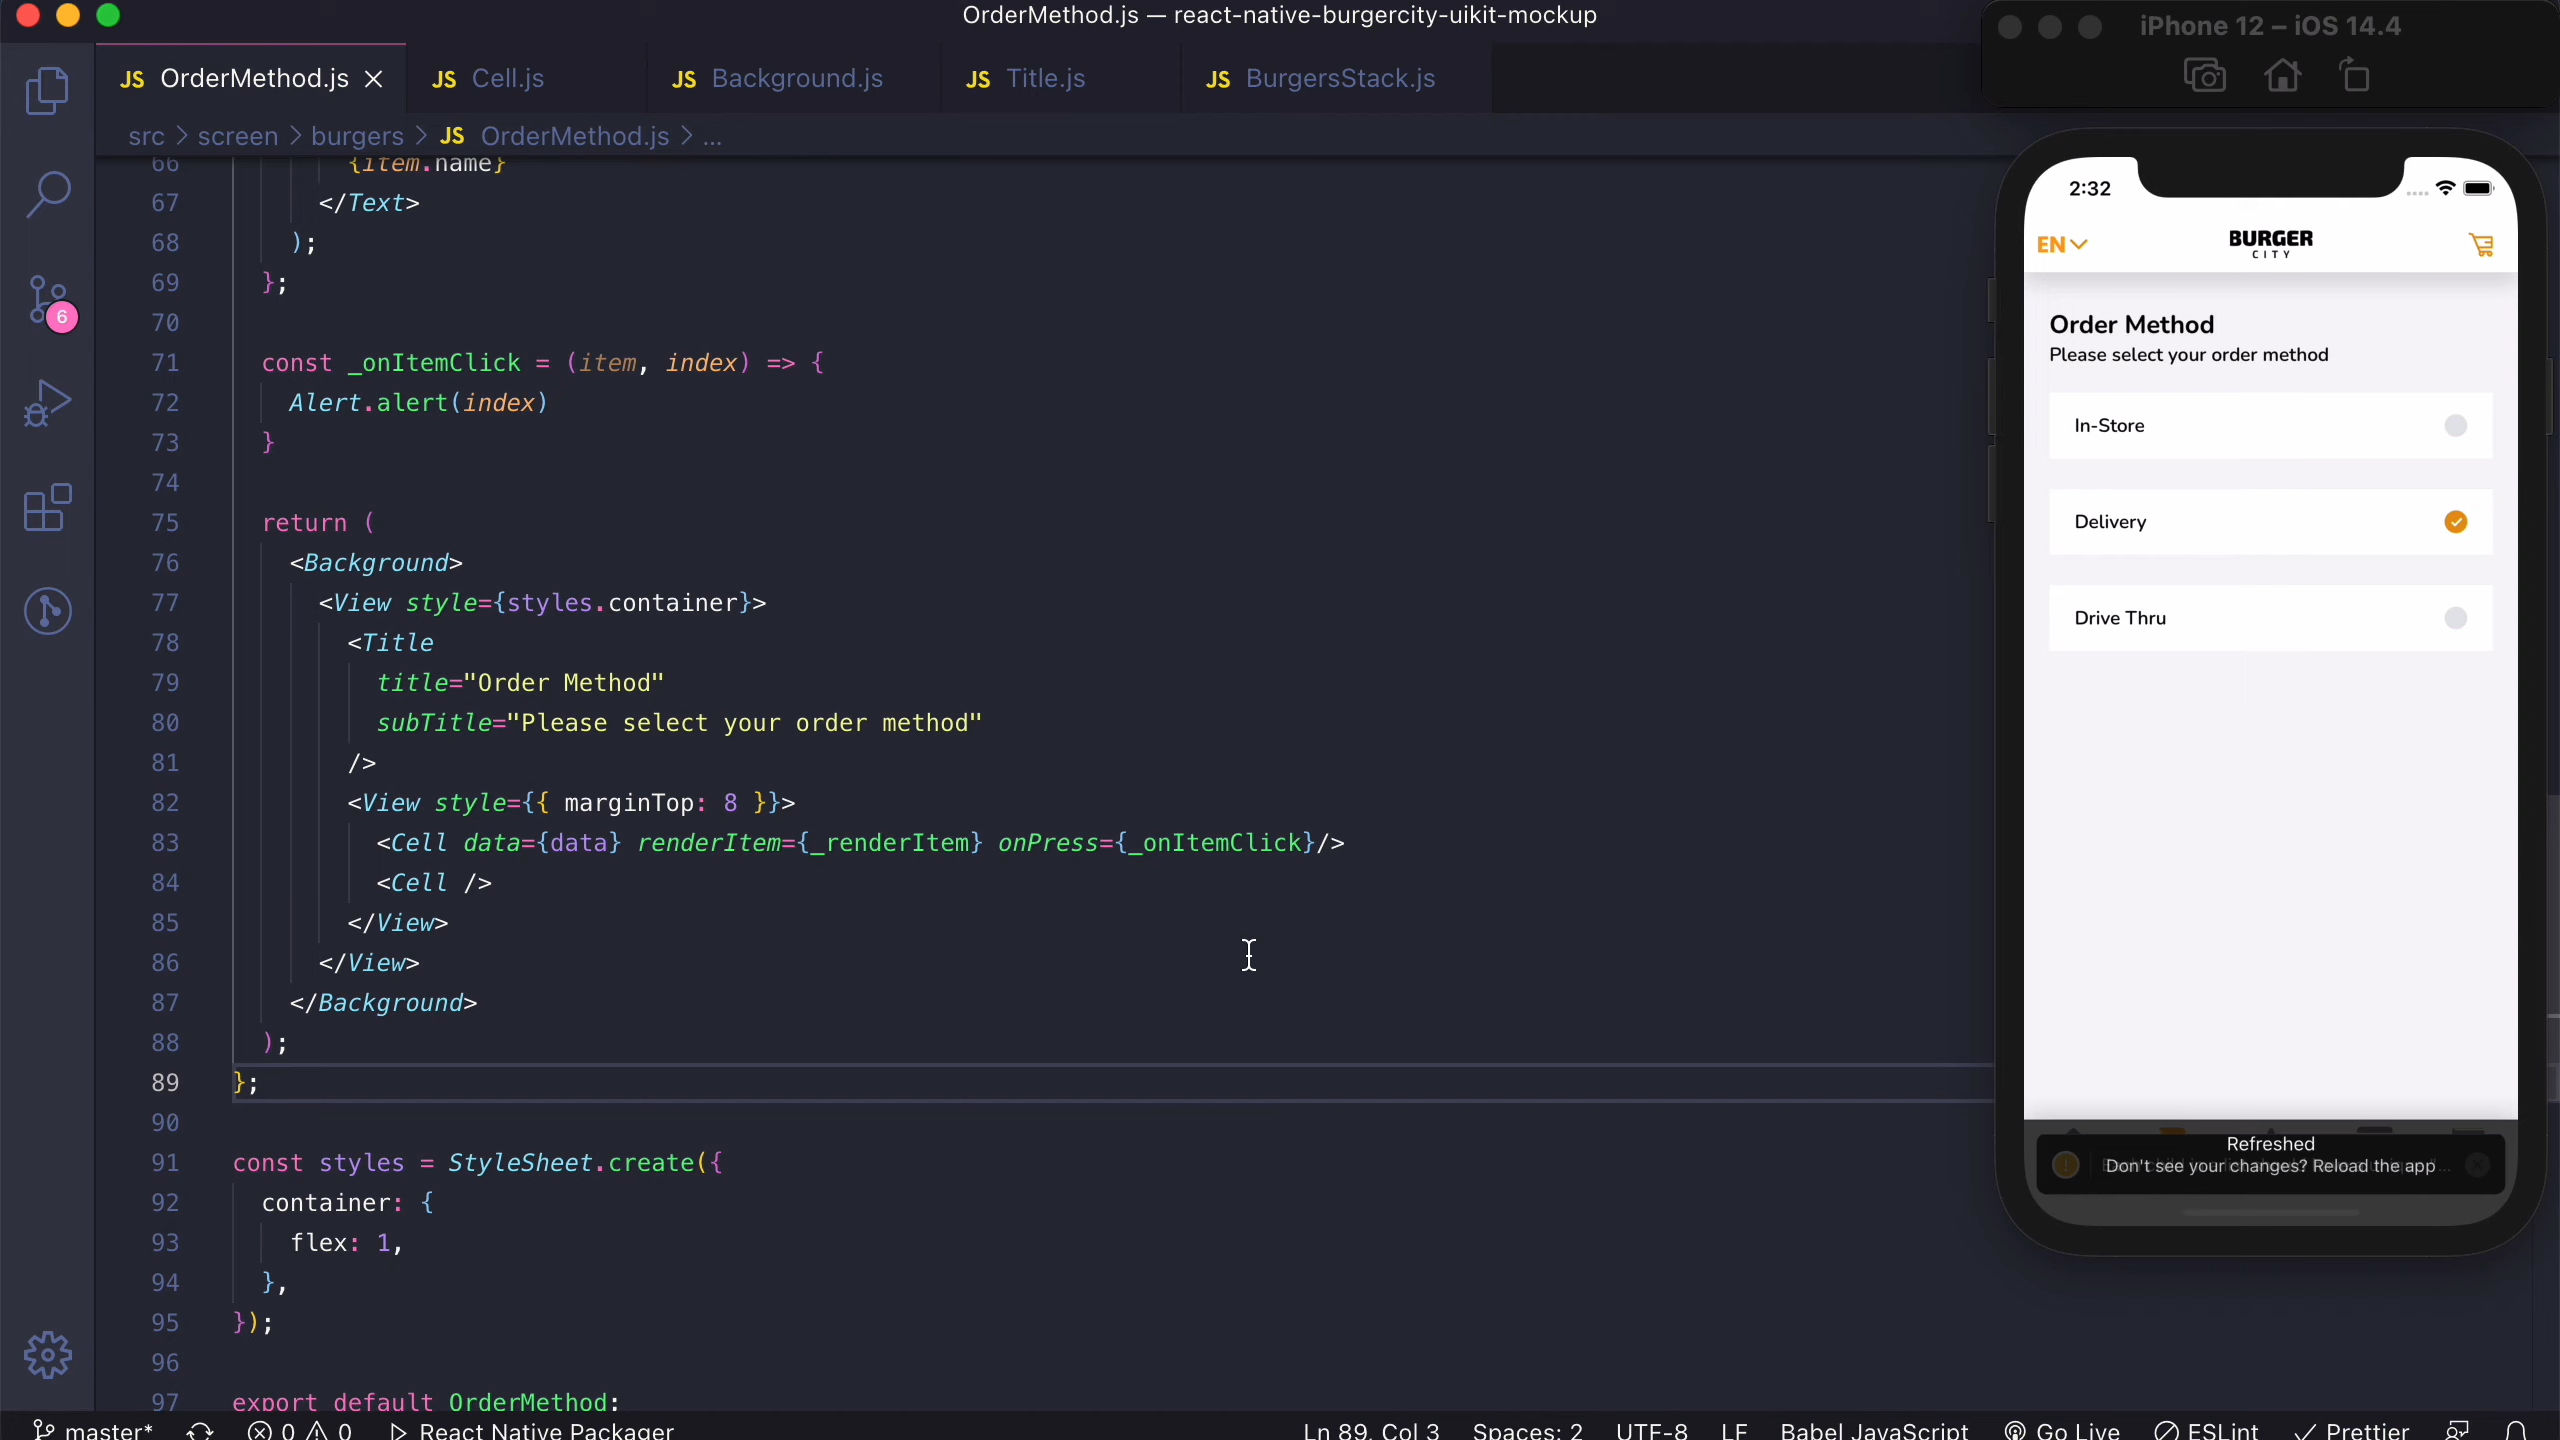 OrderMethod.js — react-native-burgercity-uikit-mockup
JS OrderMethod.js
JS Cell.js
JS Background.js
JS Title.js
JS BurgersStack.js
src > screen > burgers > JS OrderMethod.js > ...
66 {item.name}
67 </Text>
68 );
69 };
70
71 const _onItemClick = (item, index) => {
72 Alert.alert(index)
73 }
74
75 return (
76 <Background>
77 <View style={styles.container}>
78 <Title
79 title="Order Method"
80 subTitle="Please select your order method"
81 />
82 <View style={{ marginTop: 8 }}>
83 <Cell data={data} renderItem={_renderItem} onPress={_onItemClick}/>
84 <Cell />
85 </View>
86 </View>
87 </Background>
88 );
89 };
90
91 const styles = StyleSheet.create({
92 container: {
93 flex: 1,
94 },
95 });
96
97 export default OrderMethod;
6
master* 0 0 React Native Packager
Ln 89, Col 3 Spaces: 2 UTF-8 LF Babel JavaScript Go Live ESLint Prettier
iPhone 12 – iOS 14.4
2:32
EN
BURGER
CITY
Order Method
Please select your order method
In-Store
Delivery
Drive Thru
Refreshed
Don't see your changes? Reload the app